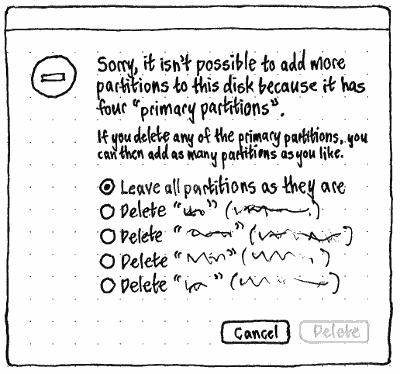 Sorry, it isn't possible to add more
partitions to this disk because it has
four "primary partitions".
If you delete any of the primary partitions, you
can then add as many partitions as you like.
Leave all partitions as they are
Delete
Delete
Delete
Delete
Cancel
Delete